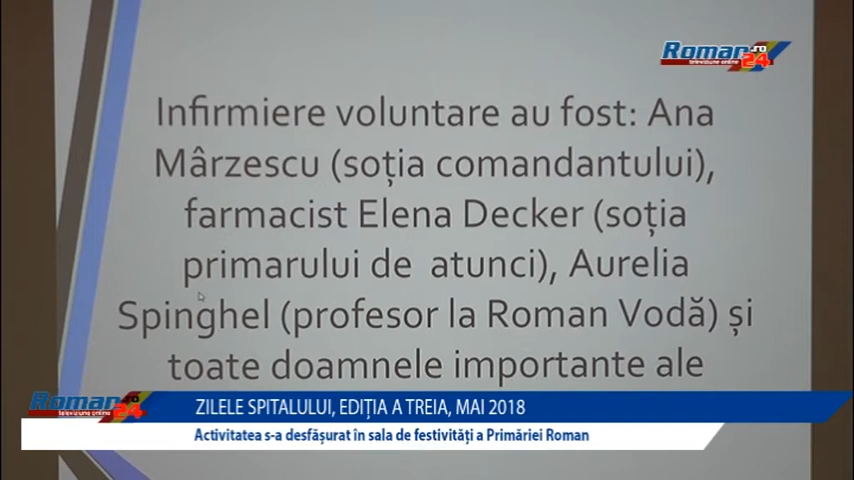 Roman.ro
televiziune online 24
Infirmiere voluntare au fost: Ana
Mârzescu (soția comandantului),
farmacist Elena Decker (soția
primarului de atunci), Aurelia
Spinghel (profesor la Roman Vodă) și
toate doamnele importante ale
Roman.ro
televiziune online 24
ZILELE SPITALULUI, EDIȚIA A TREIA, MAI 2018
Activitatea s-a desfășurat în sala de festivități a Primăriei Roman